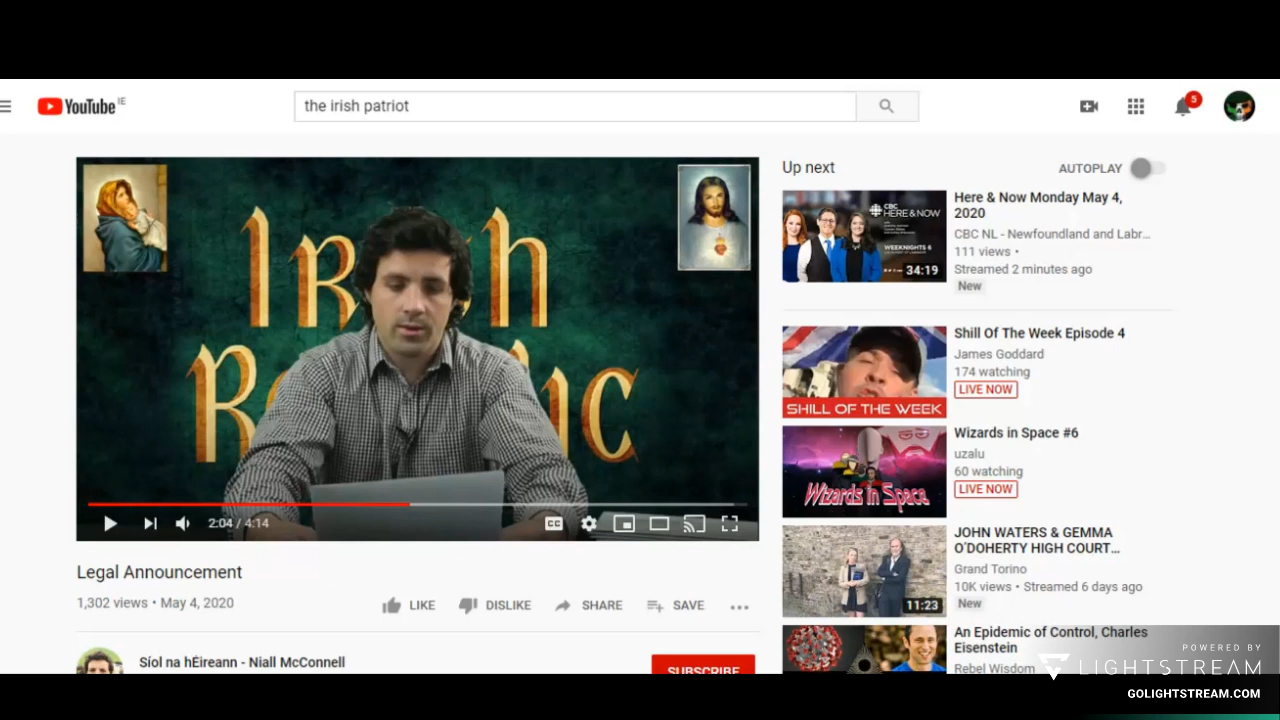 YouTube IE
the irish patriot
5
Irish
Republic
2:04 / 4:14
CC
Legal Announcement
1,302 views • May 4, 2020
LIKE
DISLIKE
SHARE
SAVE
Síol na hÉireann - Niall McConnell
SUBSCRIBE
Up next
AUTOPLAY
CBC
HERE & NOW
WEEKNIGHTS 6
34:19
Here & Now Monday May 4,
2020
CBC NL - Newfoundland and Labr...
111 views •
Streamed 2 minutes ago
New
SHILL OF THE WEEK
Shill Of The Week Episode 4
James Goddard
174 watching
LIVE NOW
Wizards in Space
Wizards in Space #6
uzalu
60 watching
LIVE NOW
11:23
JOHN WATERS & GEMMA
O'DOHERTY HIGH COURT...
Grand Torino
10K views • Streamed 6 days ago
New
An Epidemic of Control, Charles
Eisenstein
Rebel Wisdom
POWERED BY
LIGHTSTREAM
GOLIGHTSTREAM.COM